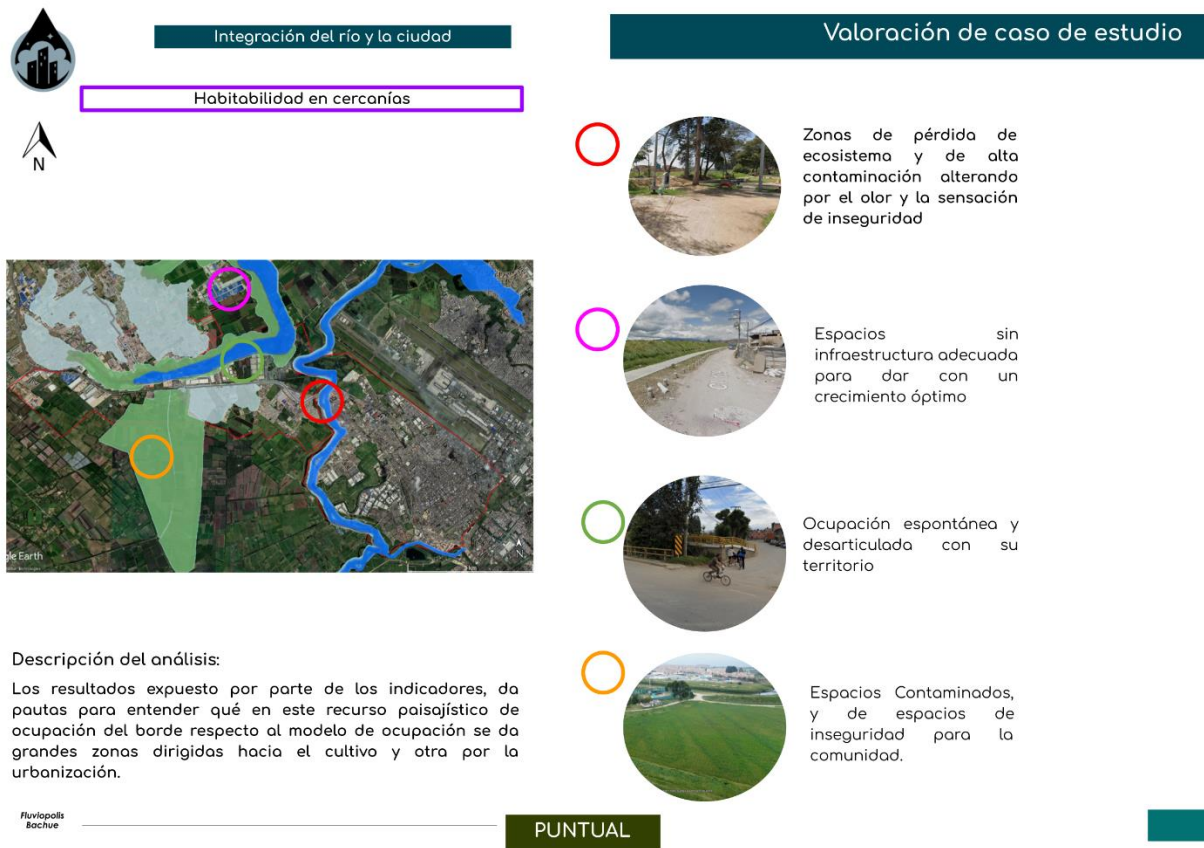 Integración del río y la ciudad
Valoración de caso de estudio
Habitabilidad en cercanías
N
Zonas de pérdida de
ecosistema y de alta
contaminación alterando
por el olor y la sensación
de inseguridad
Espacios sin
infraestructura adecuada
para dar con un
crecimiento óptimo
Ocupación espontánea y
desarticulada con su
territorio
Espacios Contaminados,
y de espacios de
inseguridad para la
comunidad.
gle Earth
N
Descripción del análisis:
Los resultados expuesto por parte de los indicadores, da
pautas para entender qué en este recurso paisajístico de
ocupación del borde respecto al modelo de ocupación se da
grandes zonas dirigidas hacia el cultivo y otra por la
urbanización.
Fluviopolis
Bachue
PUNTUAL